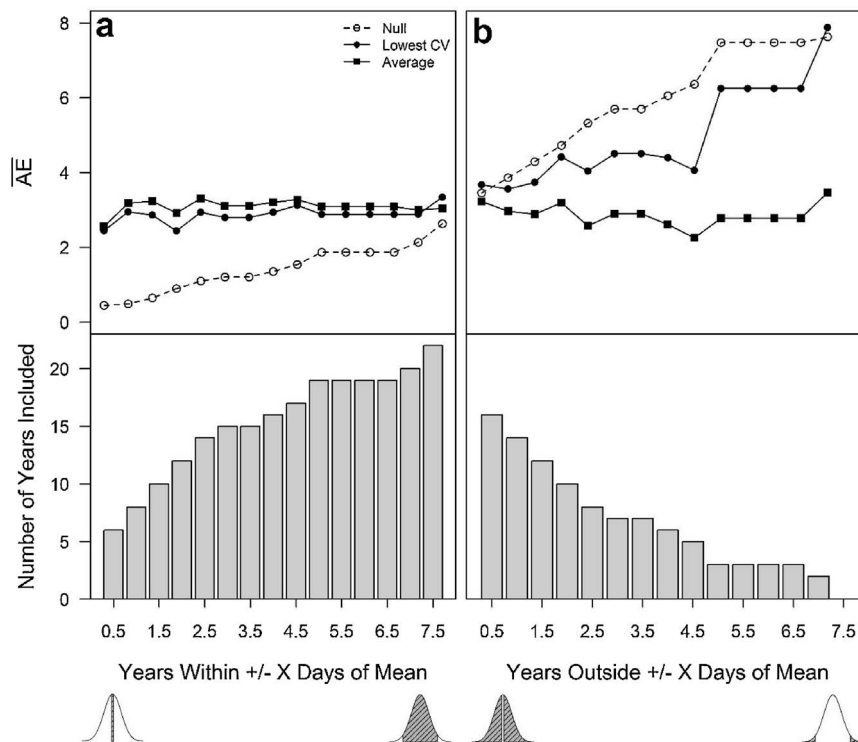 a
b
Null
Lowest CV
Average
8
6
4
2
0
AE
20
15
10
5
0
Number of Years Included
0.5 1.5 2.5 3.5 4.5 5.5 6.5 7.5
0.5 1.5 2.5 3.5 4.5 5.5 6.5 7.5
Years Within +/- X Days of Mean
Years Outside +/- X Days of Mean